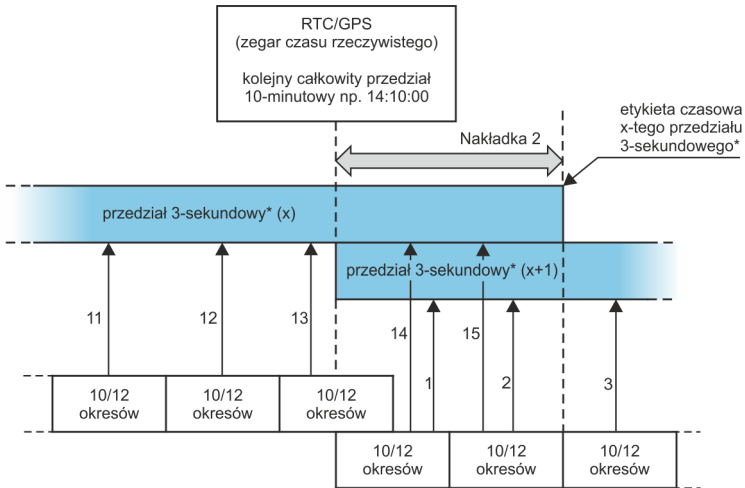 RTC/GPS
(zegar czasu rzeczywistego)
kolejny całkowity przedział
10-minutowy np. 14:10:00
etykieta czasowa
x-tego przedziału
3-sekundowego*
Nakładka 2
przedział 3-sekundowy* (x)
przedział 3-sekundowy* (x+1)
11
12
13
14
15
1
2
3
10/12
okresów
10/12
okresów
10/12
okresów
10/12
okresów
10/12
okresów
10/12
okresów